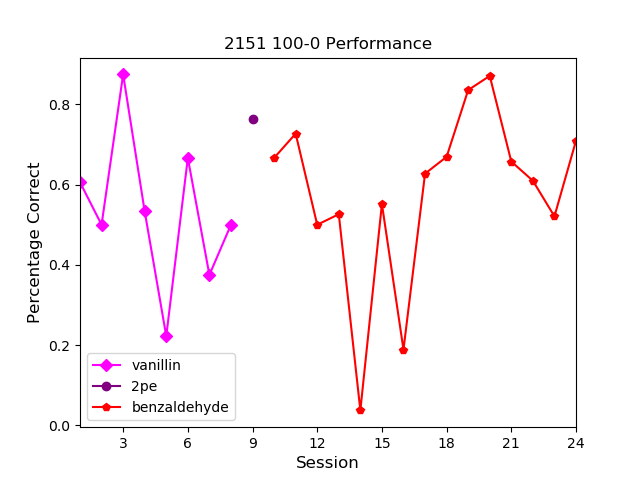 2151 100-0 Performance
Percentage Correct
0.8
0.6
0.4
0.2
0.0
vanillin
2pe
benzaldehyde
3 6 9 12 15 18 21 24
Session